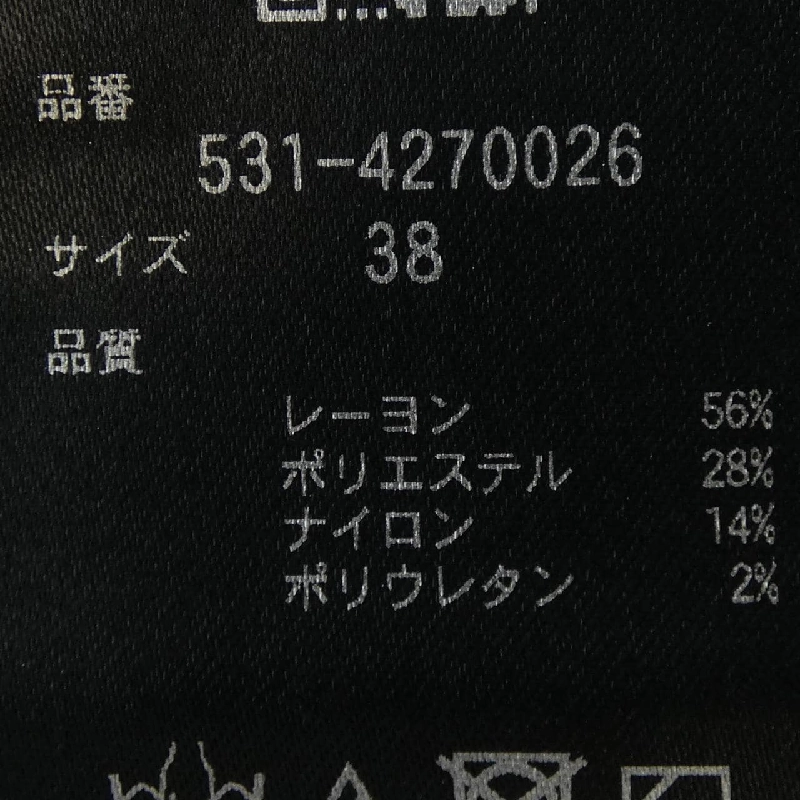 品番
531-4270026
サイズ 38
品質
レーヨン 56%
ポリエステル 28%
ナイロン 14%
ポリウレタン 2%